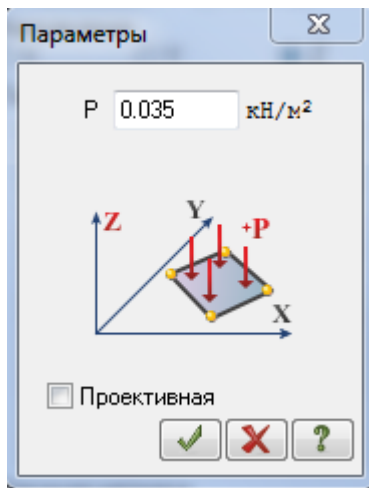 Параметры
P 0.035 кН/м²
Z
Y
+P
X
Проективная
?